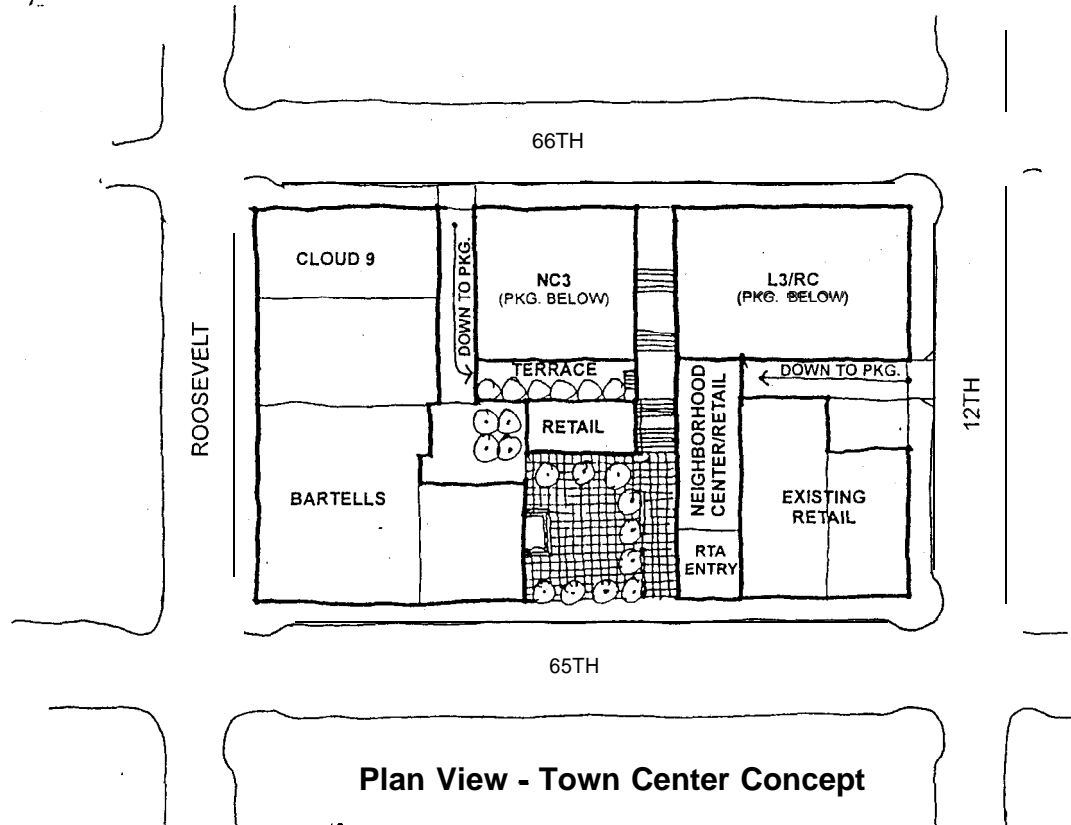 66TH
CLOUD 9
DOWN TO PKG.
NC3
(PKG. BELOW)
L3/RC
(PKG. BELOW)
TERRACE
DOWN TO PKG.
ROOSEVELT
12TH
RETAIL
NEIGHBORHOOD
CENTER/RETAIL
BARTELLS
EXISTING
RETAIL
RTA
ENTRY
65TH
Plan View - Town Center Concept